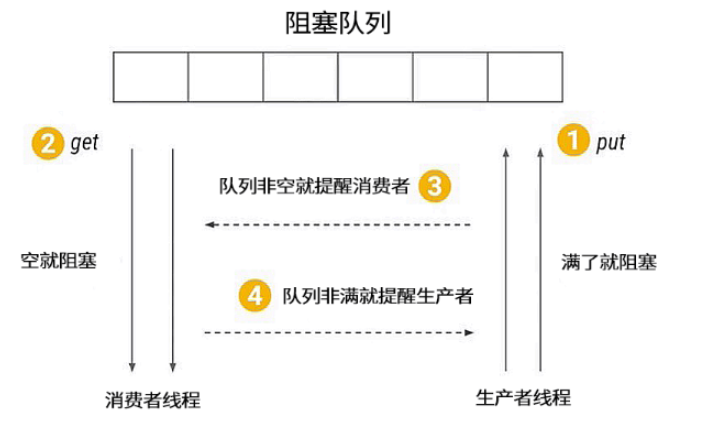 阻塞队列
2 get
1 put
队列非空就提醒消费者 3
空就阻塞
满了就阻塞
4 队列非满就提醒生产者
消费者线程
生产者线程